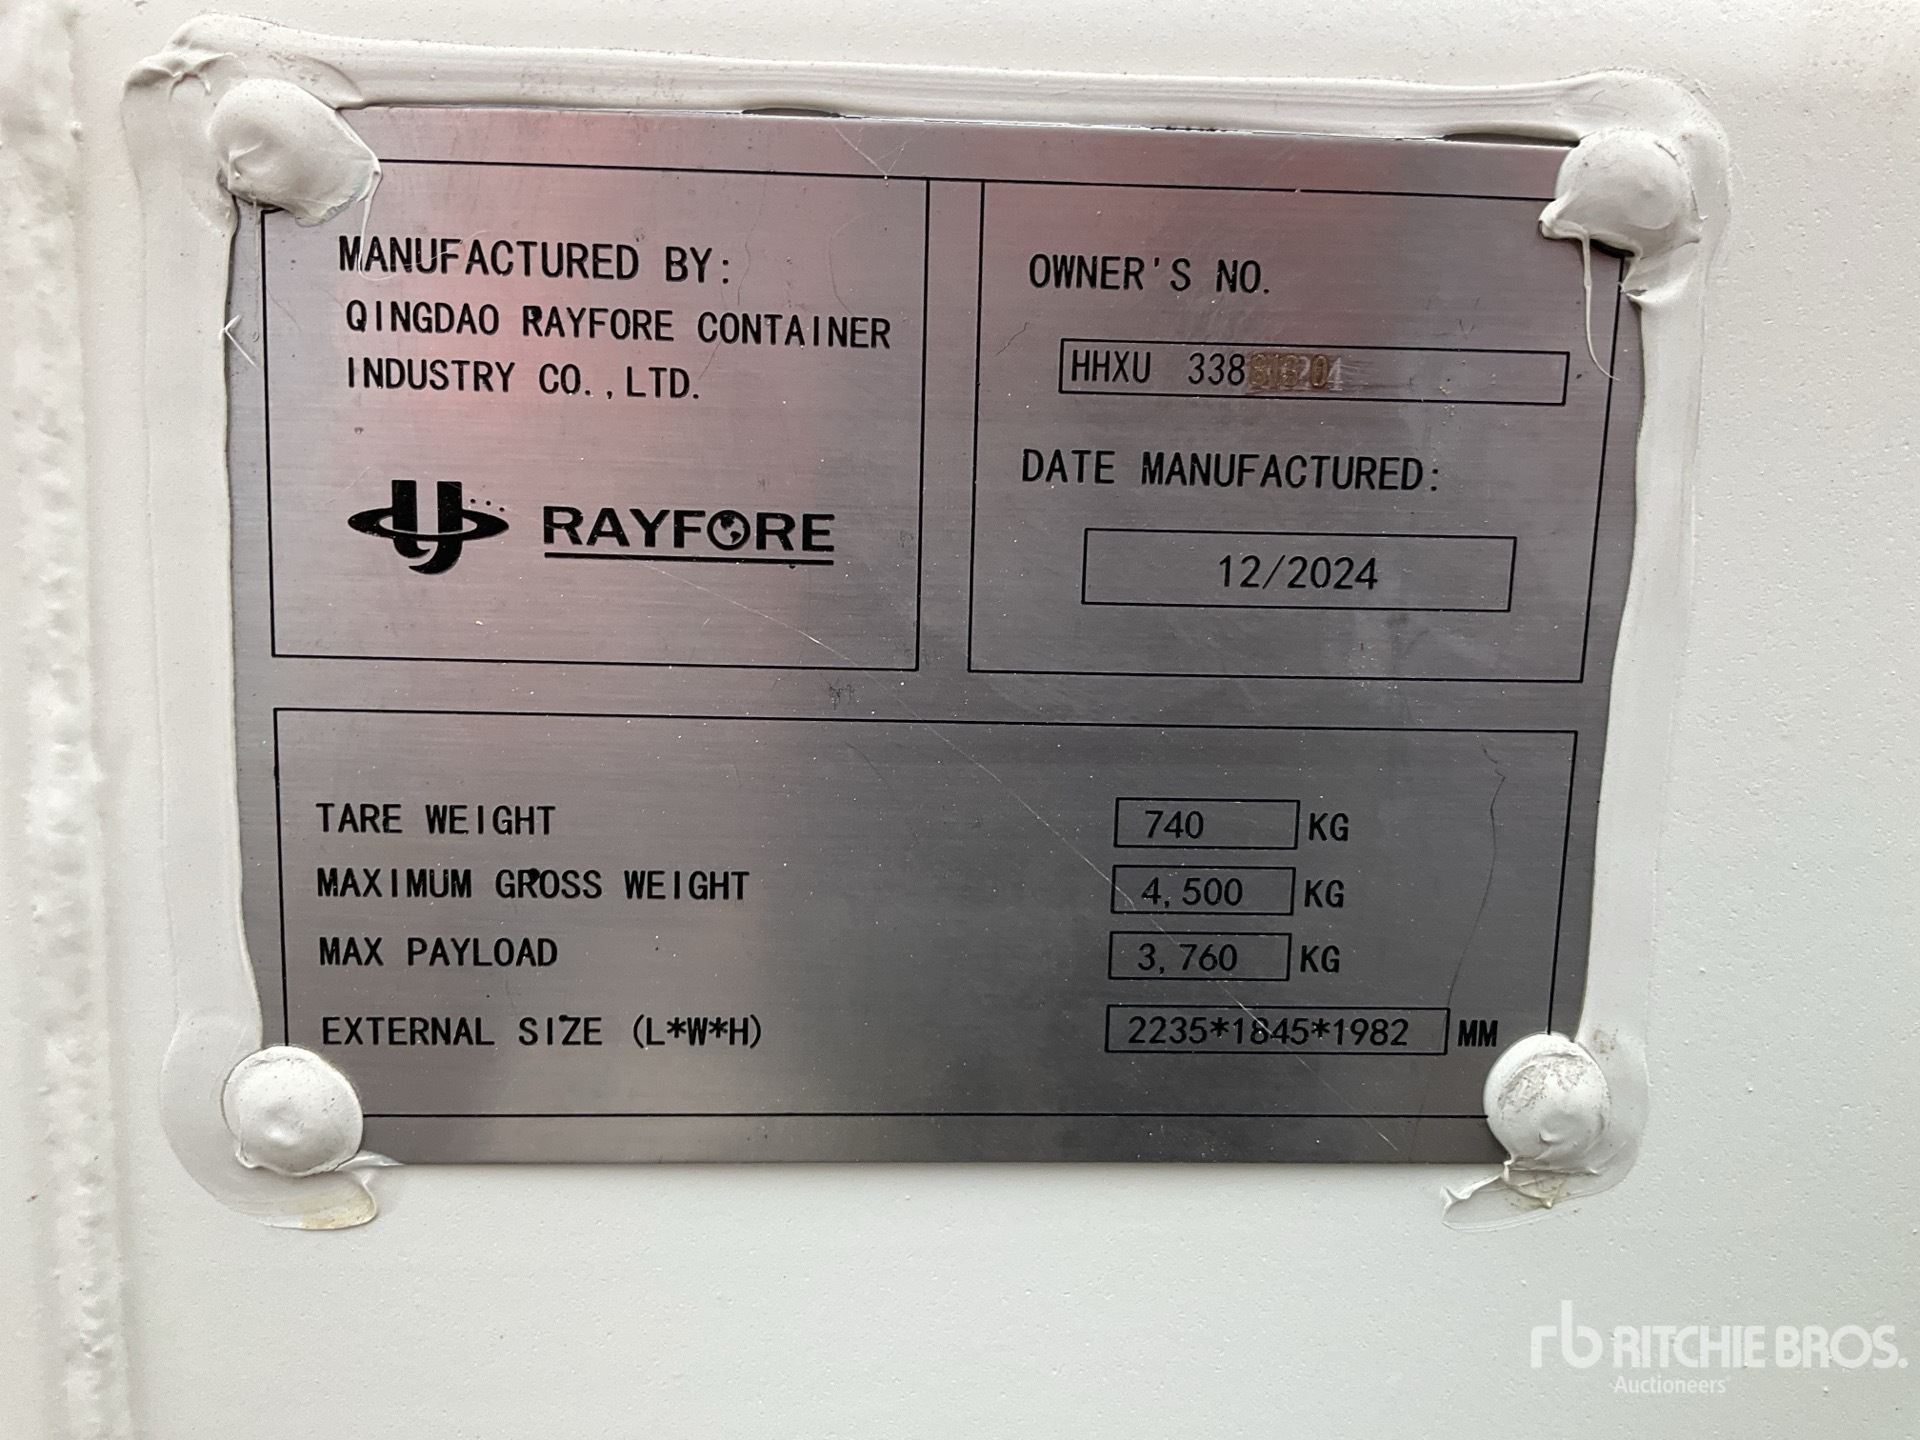 MANUFACTURED BY:
QINGDAO RAYFORE CONTAINER
INDUSTRY CO.,LTD.
RAYFORE
OWNER'S NO.
HHXU 338
DATE MANUFACTURED:
12/2024
TARE WEIGHT 740 KG
MAXIMUM GROSS WEIGHT 4,500 KG
MAX PAYLOAD 3,760 KG
EXTERNAL SIZE (L*W*H) 2235*1845*1982 MM
rb RITCHIE BROS.
Auctioneers